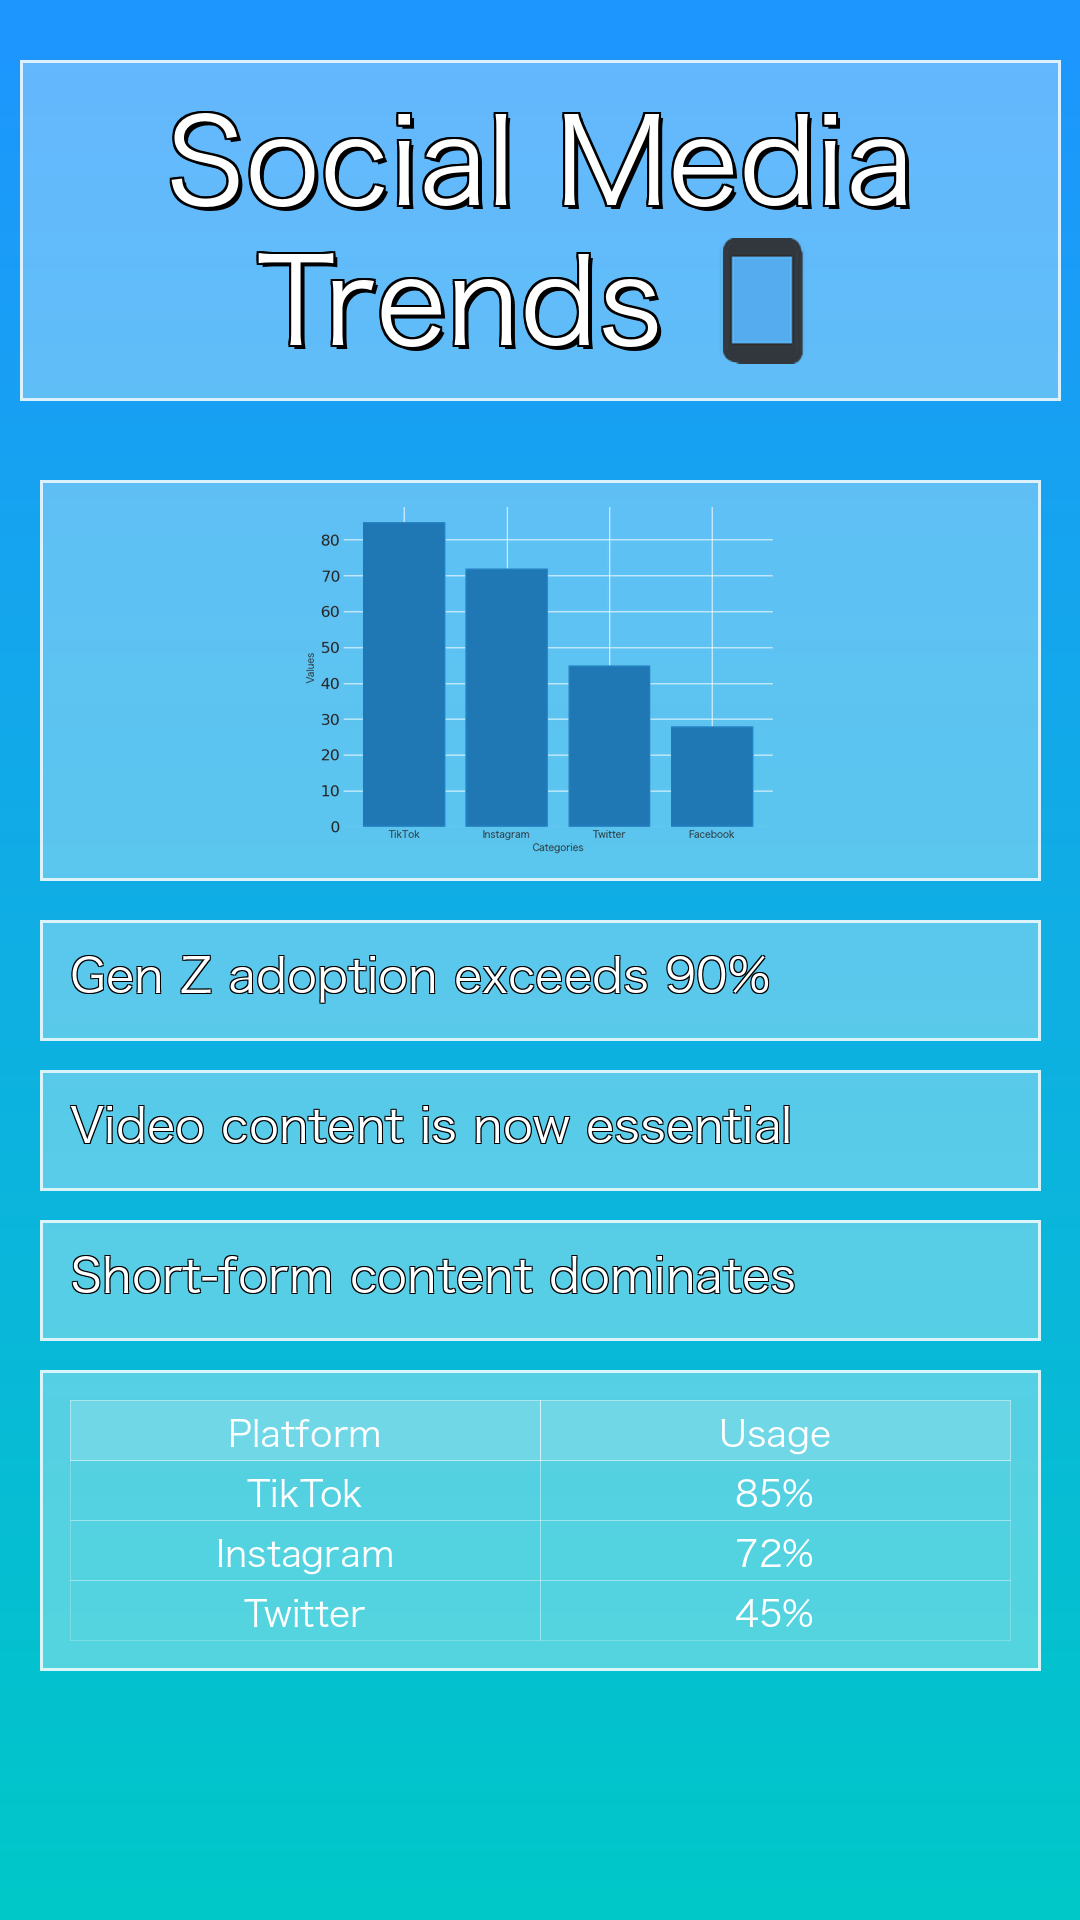 Social Media
Trends
80
70
60
50
40
30
20
10
0
Values
TikTok Instagram Twitter Facebook
Categories
Gen Z adoption exceeds 90%
Video content is now essential
Short-form content dominates
Platform Usage
TikTok 85%
Instagram 72%
Twitter 45%